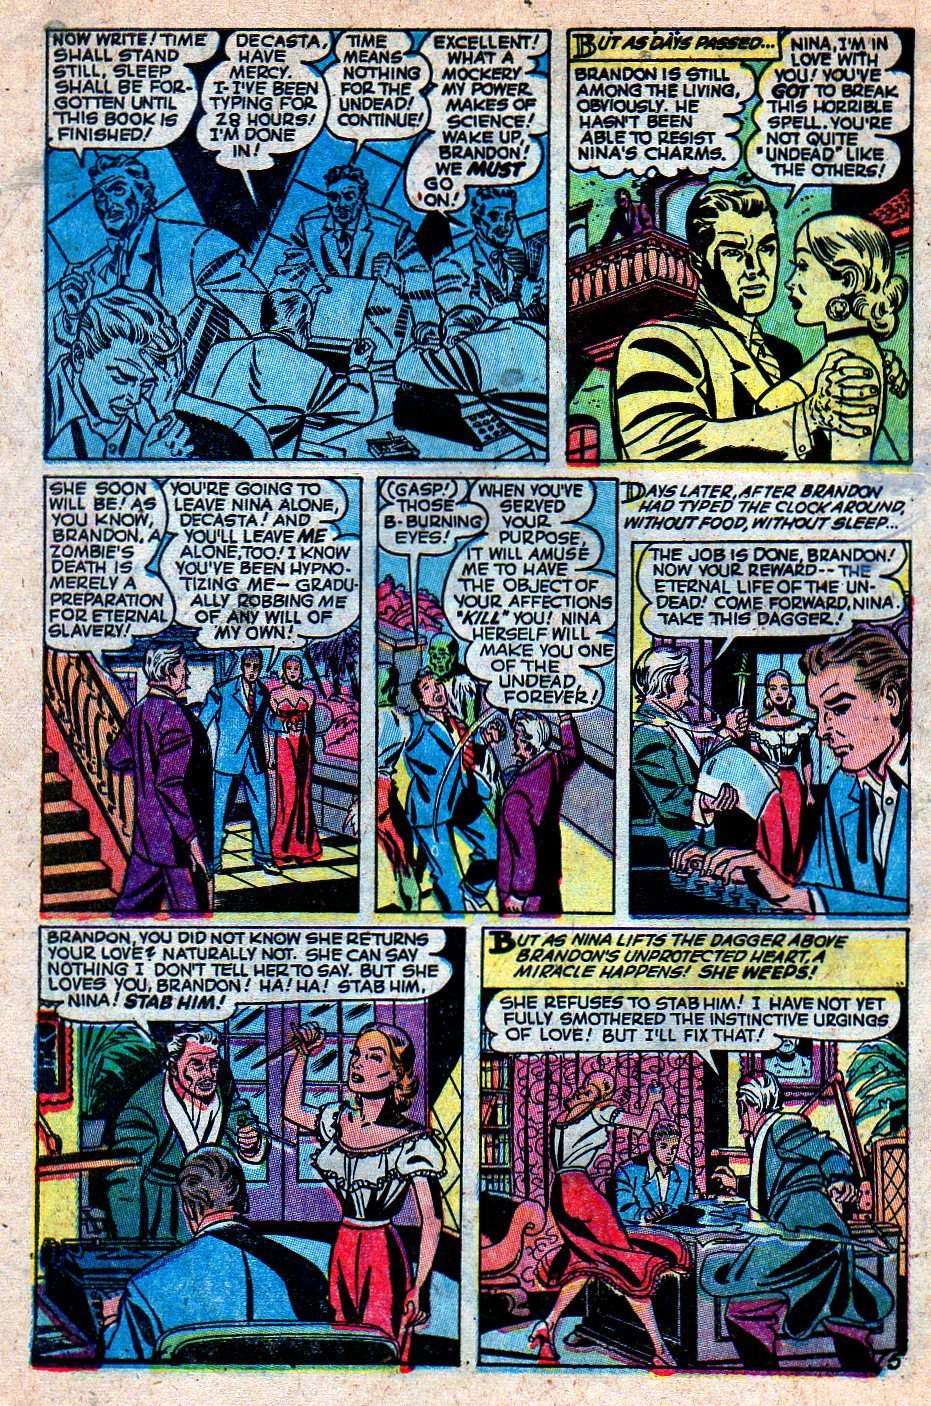 NOW WRITE! TIME
SHALL STAND
STILL, SLEEP
SHALL BE FOR-
GOTTEN UNTIL
THIS BOOK IS
FINISHED!
DECASTA,
HAVE
MERCY.
I-I'VE BEEN
TYPING FOR
28 HOURS!
I'M DONE
IN!
TIME
MEANS
NOTHING
FOR THE
UNDEAD!
CONTINUE!
EXCELLENT!
WHAT A
MOCKERY
MY POWER
MAKES OF
SCIENCE!
WAKE UP,
BRANDON!
WE MUST
GO
ON!
BUT AS DAYS PASSED...
BRANDON IS STILL
AMONG THE LIVING,
OBVIOUSLY. HE
HASN'T BEEN
ABLE TO RESIST
NINA'S CHARMS.
NINA, I'M IN
LOVE WITH
YOU! YOU'VE
GOT TO BREAK
THIS HORRIBLE
SPELL. YOU'RE
NOT QUITE
"UNDEAD" LIKE
THE OTHERS!
SHE SOON
WILL BE! AS
YOU KNOW,
BRANDON, A
ZOMBIE'S
DEATH IS
MERELY A
PREPARATION
FOR ETERNAL
SLAVERY!
YOU'RE GOING TO
LEAVE NINA ALONE,
DECASTA! AND
YOU'LL LEAVE ME
ALONE, TOO! I KNOW
YOU'VE BEEN HYPNO-
TIZING ME-- GRADU-
ALLY ROBBING ME
OF ANY WILL OF
MY OWN!
(GASP!)
THOSE
B-BURNING
EYES!
WHEN YOU'VE
SERVED
YOUR
PURPOSE,
IT WILL AMUSE
ME TO HAVE
THE OBJECT OF
YOUR AFFECTIONS
"KILL" YOU! NINA
HERSELF WILL
MAKE YOU ONE
OF THE
UNDEAD,
FOREVER!
DAYS LATER, AFTER BRANDON
HAD TYPED THE CLOCK AROUND,
WITHOUT FOOD, WITHOUT SLEEP...
THE JOB IS DONE, BRANDON!
NOW YOUR REWARD-- THE
ETERNAL LIFE OF THE UN-
DEAD! COME FORWARD, NINA.
TAKE THIS DAGGER!
BRANDON, YOU DID NOT KNOW SHE RETURNS
YOUR LOVE? NATURALLY NOT. SHE CAN SAY
NOTHING I DON'T TELL HER TO SAY. BUT SHE
LOVES YOU, BRANDON! HA! HA! STAB HIM,
NINA! STAB HIM!
BUT AS NINA LIFTS THE DAGGER ABOVE
BRANDON'S UNPROTECTED HEART, A
MIRACLE HAPPENS! SHE WEEPS!
SHE REFUSES TO STAB HIM! I HAVE NOT YET
FULLY SMOTHERED THE INSTINCTIVE URGINGS
OF LOVE! BUT I'LL FIX THAT!
5